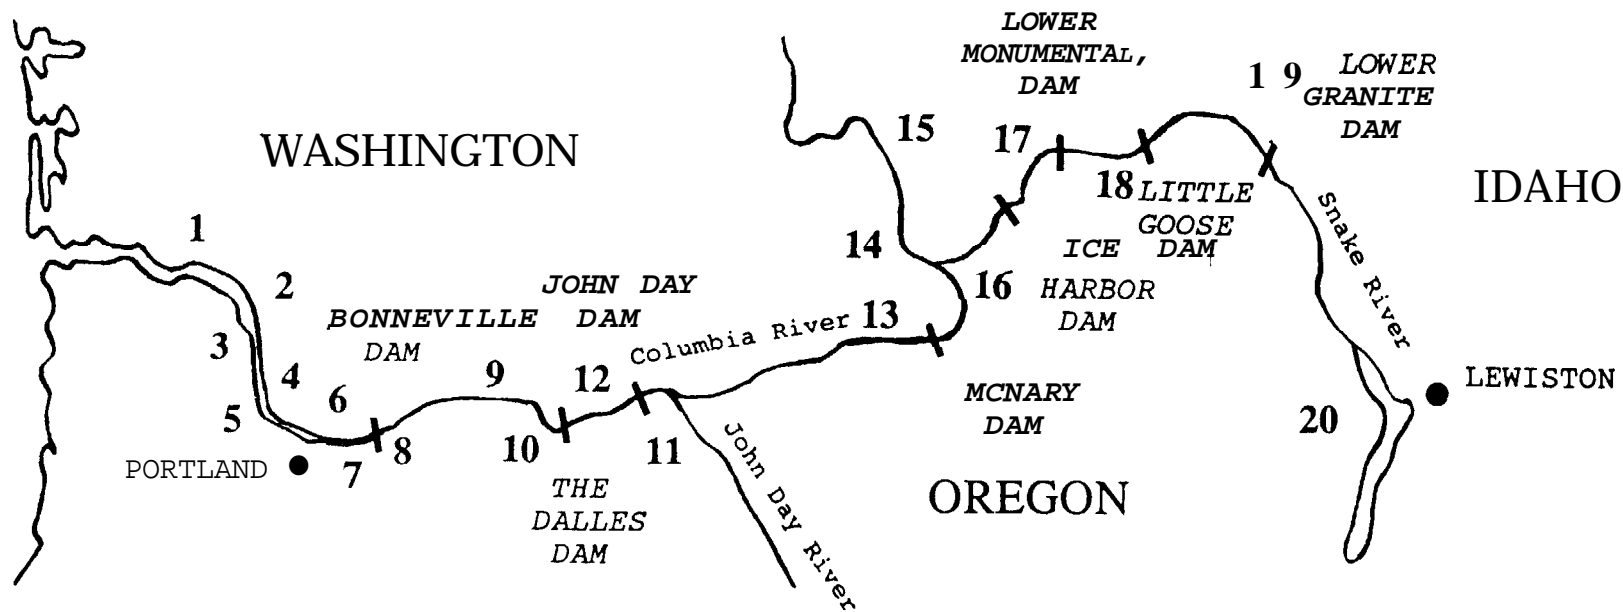 LOWER
MONUMENTAL,
DAM
1 9
LOWER
GRANITE
DAM
15
17
WASHINGTON
18
LITTLE
GOOSE
DAM
IDAHO
Snake River
1
14
ICE
HARBOR
DAM
2
16
JOHN DAY
DAM
BONNEVILLE
DAM
Columbia River
13
3
4
9
12
6
5
MCNARY
DAM
LEWISTON
20
8
10
11
PORTLAND
7
John Day River
THE
DALLES
DAM
OREGON